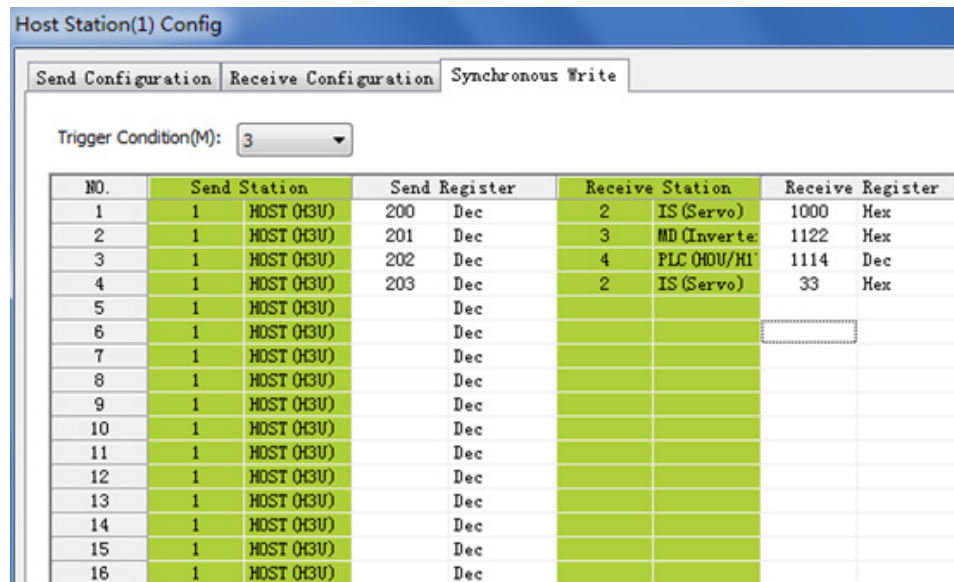 Host Station(1) Config
Send Configuration Receive Configuration Synchronous Write
Trigger Condition(M): 3
NO. Send Station Send Register Receive Station Receive Register
1 1 HOST(H3U) 200 Dec 2 IS(Servo) 1000 Hex
2 1 HOST(H3U) 201 Dec 3 MD(Inverte: 1122 Hex
3 1 HOST(H3U) 202 Dec 4 PLC(H0U/H1 1114 Dec
4 1 HOST(H3U) 203 Dec 2 IS(Servo) 33 Hex
5 1 HOST(H3U) Dec
6 1 HOST(H3U) Dec
7 1 HOST(H3U) Dec
8 1 HOST(H3U) Dec
9 1 HOST(H3U) Dec
10 1 HOST(H3U) Dec
11 1 HOST(H3U) Dec
12 1 HOST(H3U) Dec
13 1 HOST(H3U) Dec
14 1 HOST(H3U) Dec
15 1 HOST(H3U) Dec
16 1 HOST(H3U) Dec